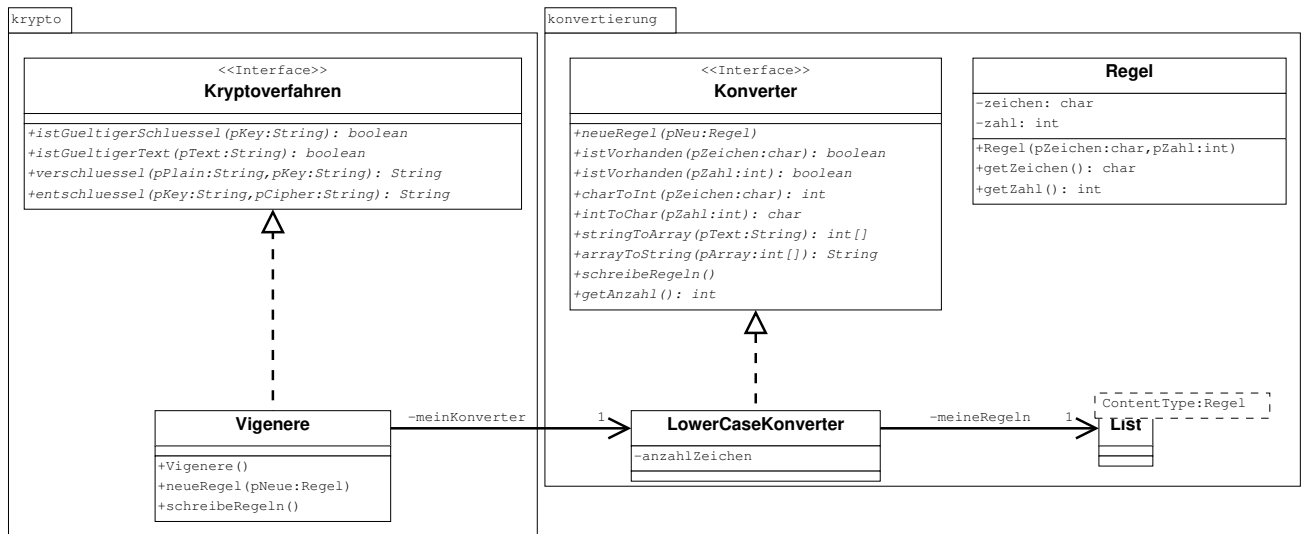 krypto
<<Interface>>
Kryptoverfahren
+istGueltigerSchluessel(pKey:String): boolean
+istGueltigerText(pText:String): boolean
+verschluessel(pPlain:String,pKey:String): String
+entschluessel(pKey:String,pCipher:String): String
Vigenere
+Vigenere()
+neueRegel(pNeue:Regel)
+schreibeRegeln()
-meinKonverter
1
konvertierung
<<Interface>>
Konverter
+neueRegel(pNeu:Regel)
+istVorhanden(pZeichen:char): boolean
+istVorhanden(pZahl:int): boolean
+charToInt(pZeichen:char): int
+intToChar(pZahl:int): char
+stringToArray(pText:String): int[]
+arrayToString(pArray:int[]): String
+schreibeRegeln()
+getAnzahl(): int
Regel
-zeichen: char
-zahl: int
+Regel(pZeichen:char,pZahl:int)
+getZeichen(): char
+getZahl(): int
LowerCaseKonverter
-anzahlZeichen
-meineRegeln
1
ContentType:Regel
List